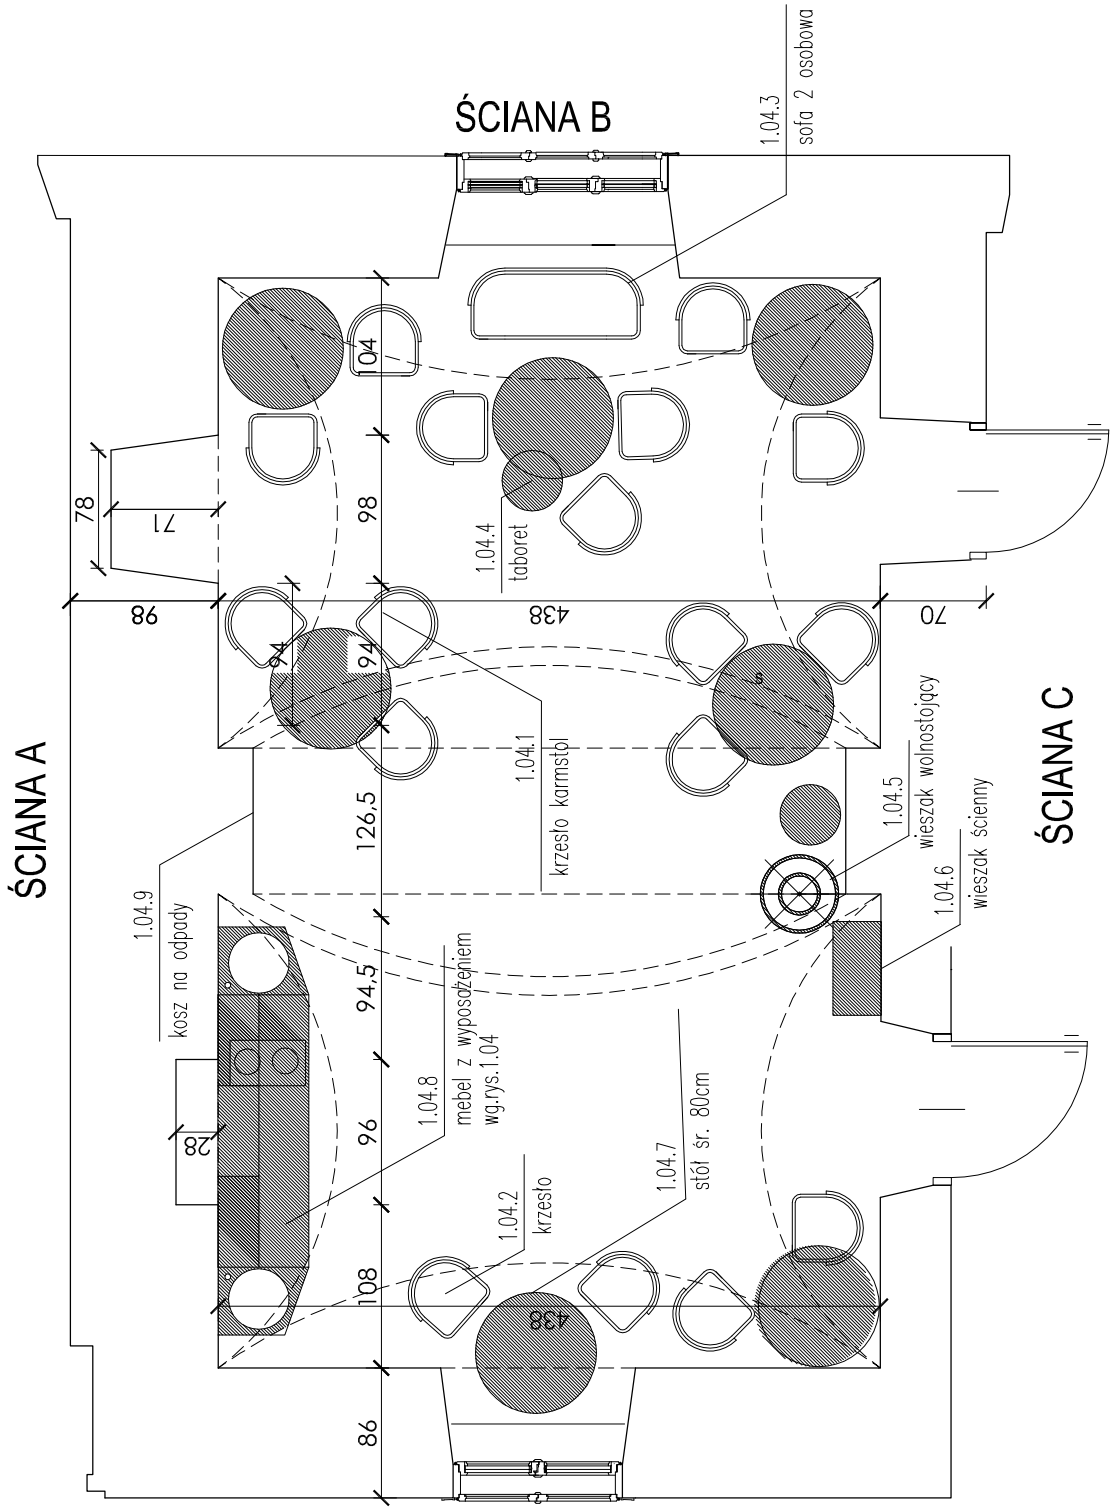 ŚCIANA B
1.04.3
sofa 2 osobowa
104
78
71
98
1.04.4
taboret
98
438
70
94
94
s
ŚCIANA A
ŚCIANA C
1.04.1
krzesło karmstol
126,5
1.04.5
wieszak wolnostojący
1.04.6
wieszak ścienny
1.04.9
kosz na odpady
94,5
1.04.8
mebel z wyposażeniem
wg.rys.1.04
28
96
1.04.7
stół śr. 80cm
1.04.2
krzesło
108
438
86